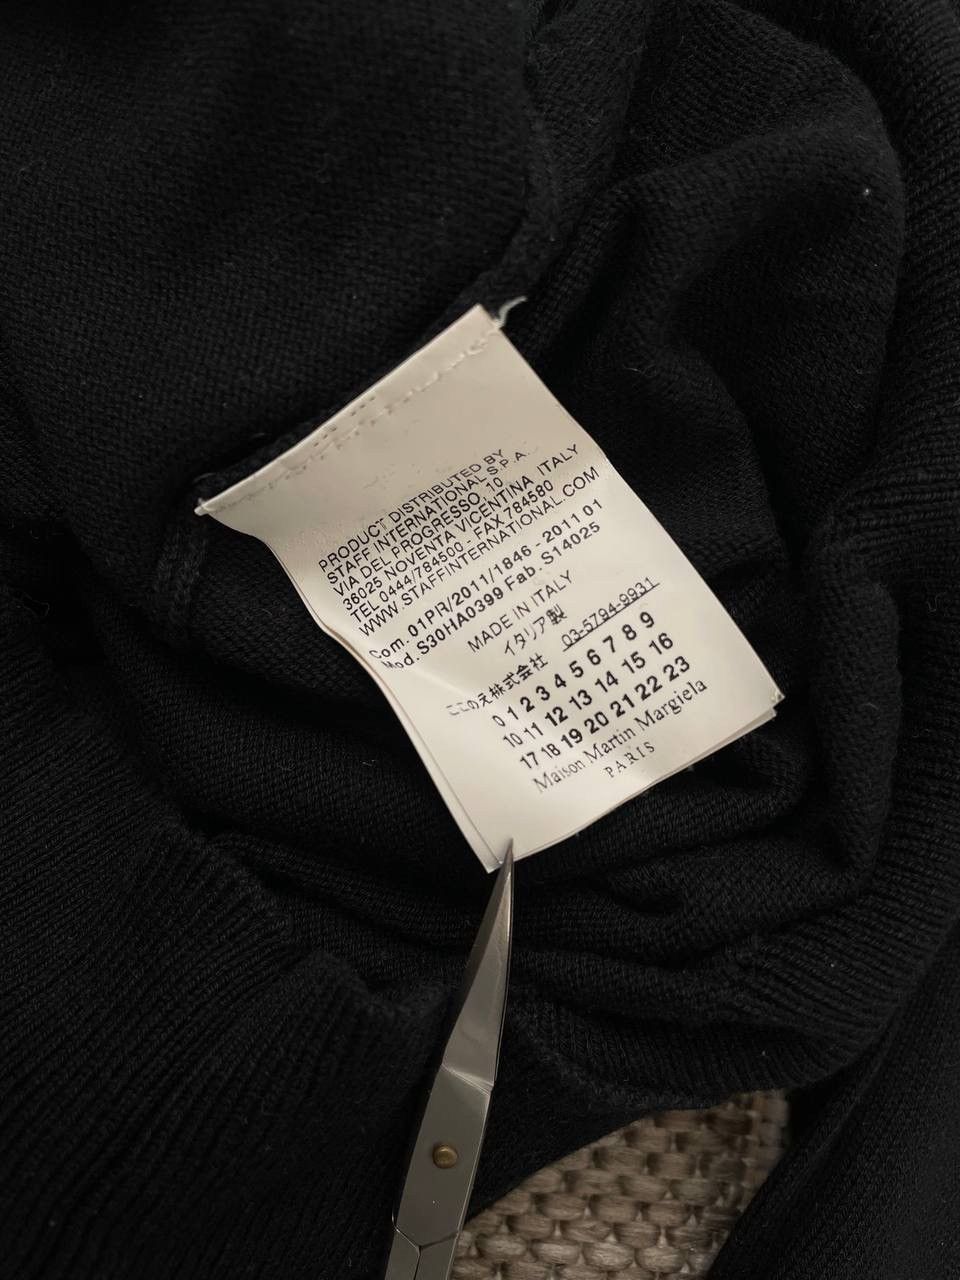 PRODUCT DISTRIBUTED BY
STAFF INTERNATIONAL S.P.A.
VIA DEL PROGRESSO, 10
36025 NOVENTA VICENTINA ITALY
TEL 0444/784500 - FAX 784580
WWW.STAFFINTERNATIONAL.COM
Com. 01PR/2011/1846 - 2011 01
Mod. S30HA0399 Fab. S14025
MADE IN ITALY
イタリア製
ここのえ株式会社 03-5794-9931
0 1 2 3 4 5 6 7 8 9
10 11 12 13 14 15 16
17 18 19 20 21 22 23
Maison Martin Margiela
PARIS